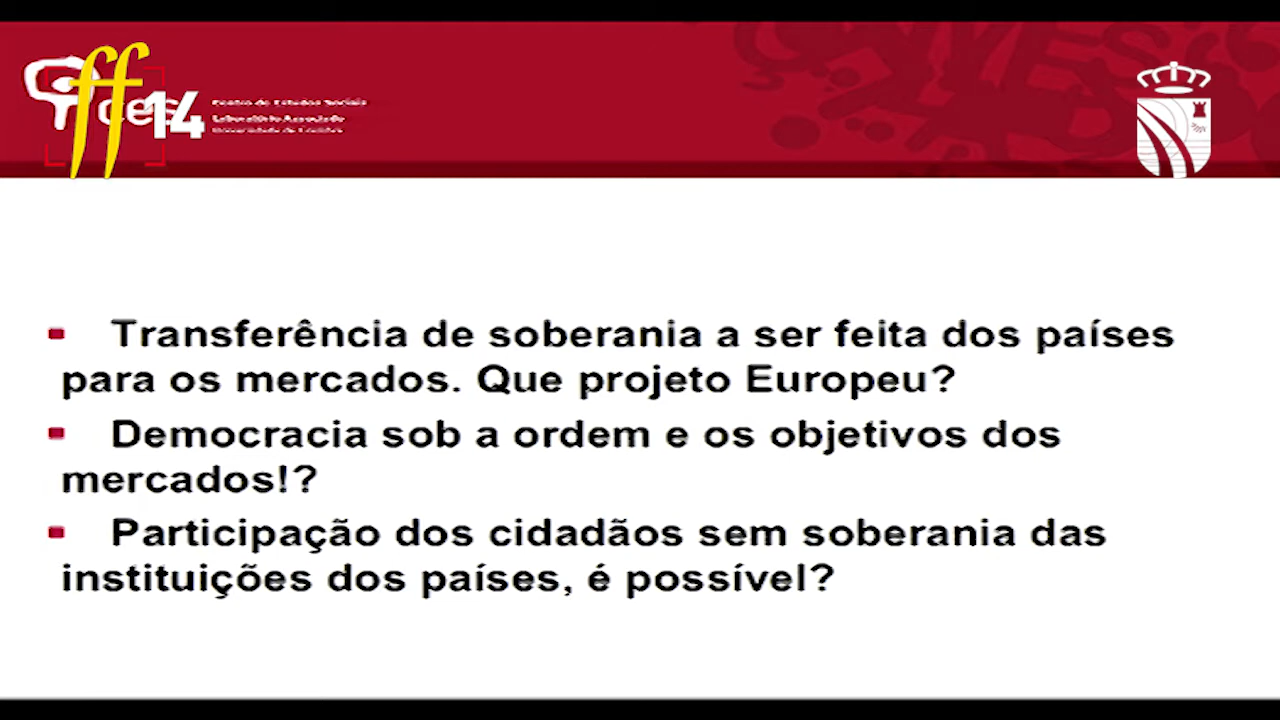 ff14
ces
Centro de Estudos Sociais
Laboratório Associado
Universidade de Coimbra
Transferência de soberania a ser feita dos países
para os mercados. Que projeto Europeu?
Democracia sob a ordem e os objetivos dos
mercados!?
Participação dos cidadãos sem soberania das
instituições dos países, é possível?